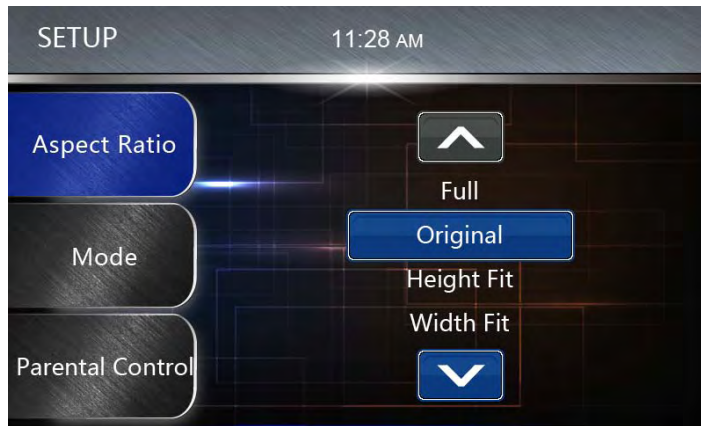 SETUP 11:28 AM
Aspect Ratio
Mode
Parental Control
Full
Original
Height Fit
Width Fit